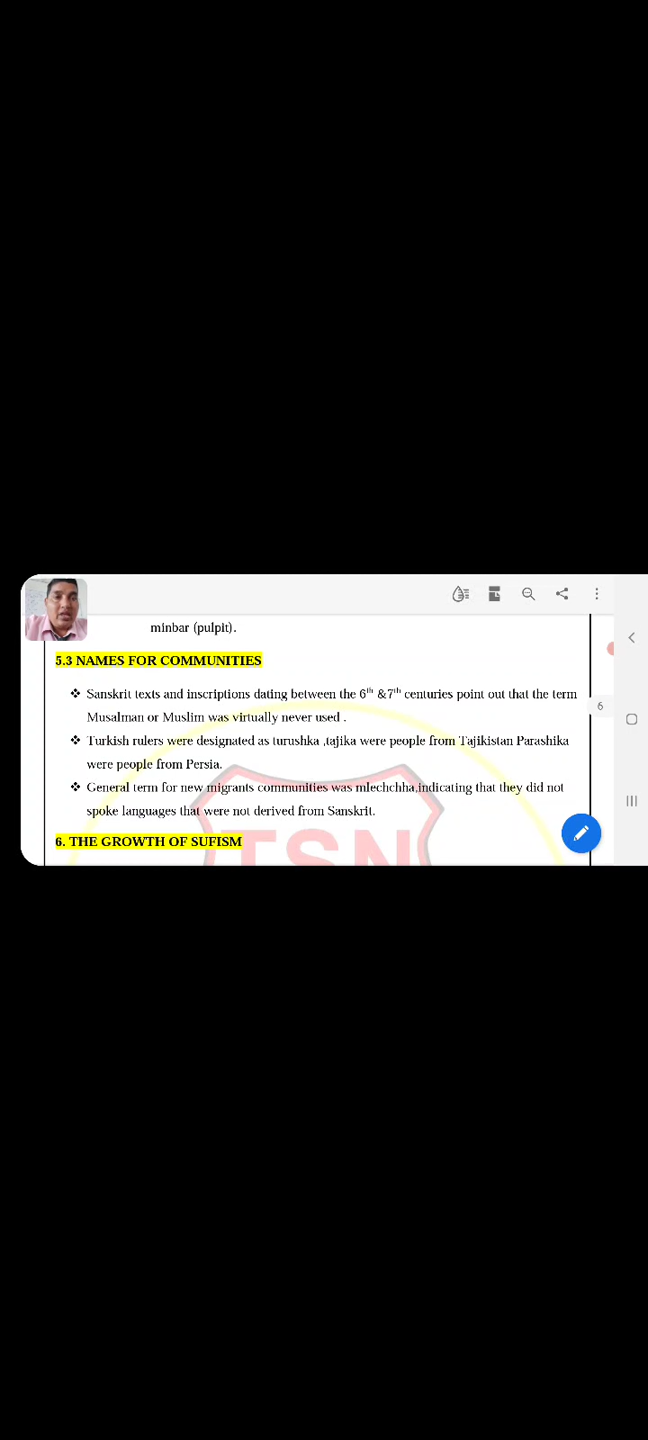 minbar (pulpit).
5.3 NAMES FOR COMMUNITIES
❖ Sanskrit texts and inscriptions dating between the 6th &7th centuries point out that the term
Musalman or Muslim was virtually never used .
❖ Turkish rulers were designated as turushka ,tajika were people from Tajikistan Parashika
were people from Persia.
❖ General term for new migrants communities was mlechchha,indicating that they did not
spoke languages that were not derived from Sanskrit.
6. THE GROWTH OF SUFISM
TSN
6